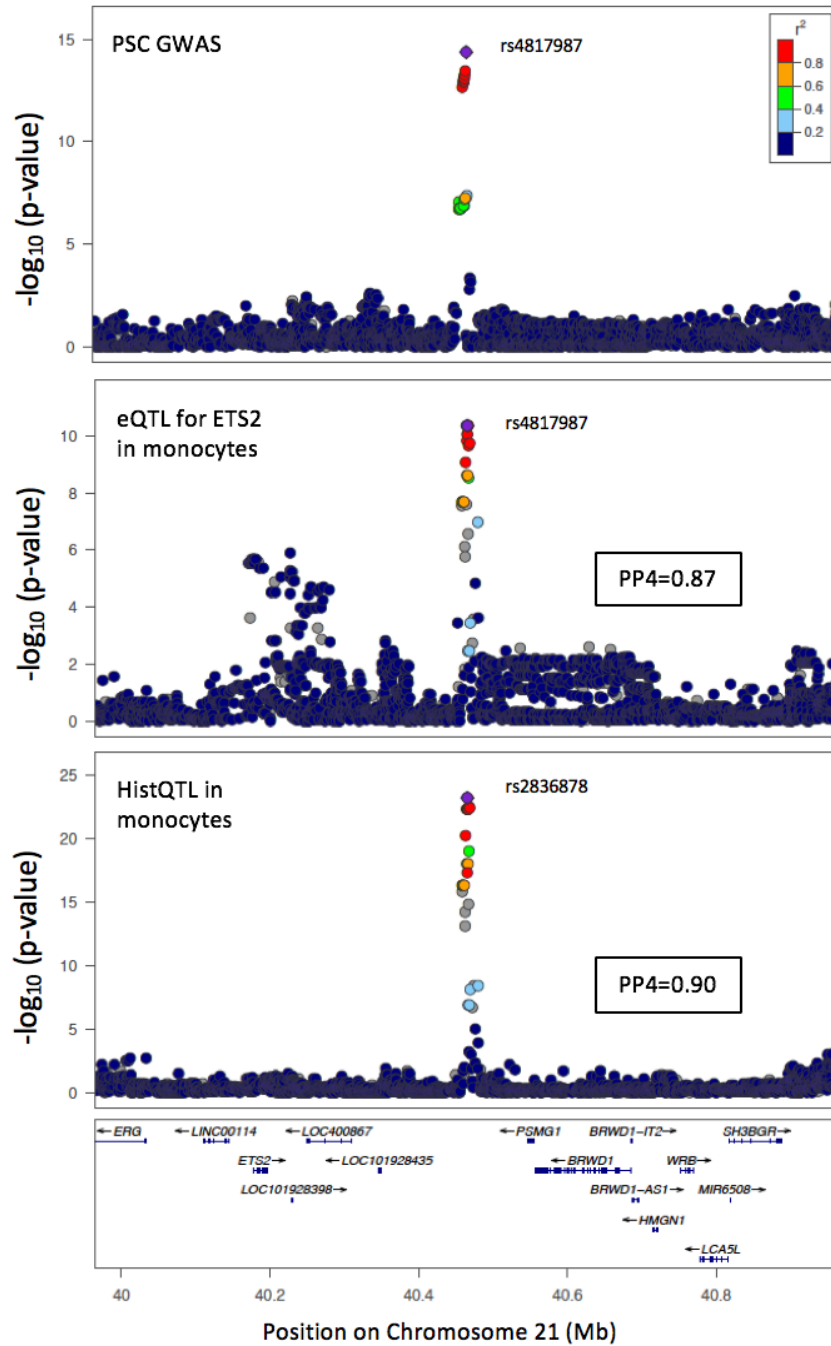 PSC GWAS
rs4817987
r²
0.8
0.6
0.4
0.2
15
10
5
0
-log₁₀ (p-value)
eQTL for ETS2
in monocytes
rs4817987
PP4=0.87
10
8
6
4
2
0
-log₁₀ (p-value)
HistQTL in
monocytes
rs2836878
PP4=0.90
25
20
15
10
5
0
-log₁₀ (p-value)
←ERG ←LINC00114 ←LOC400867 ←PSMG1 BRWD1-IT2→ SH3BGR→
ETS2→ ←LOC101928435 ←BRWD1 WRB→
LOC101928398→ BRWD1-AS1→ MIR6508→
←HMGN1
←LCA5L
40 40.2 40.4 40.6 40.8
Position on Chromosome 21 (Mb)